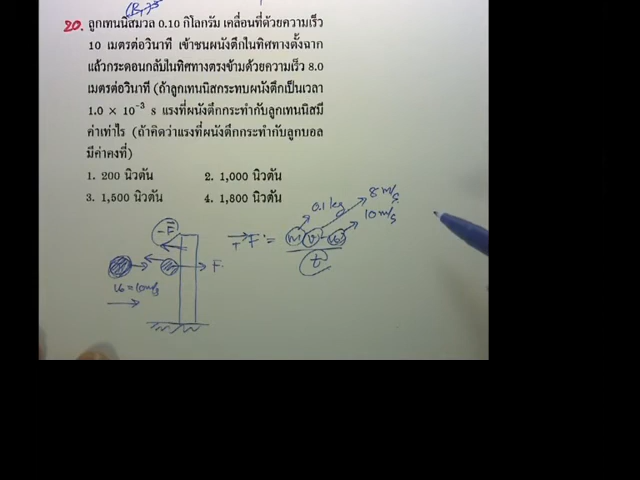 20. ลูกเทนนิสมวล 0.10 กิโลกรัม เคลื่อนที่ด้วยความเร็ว
10 เมตรต่อวินาที เข้าชนผนังตึกในทิศทางตั้งฉาก
แล้วกระดอนกลับในทิศทางตรงข้ามด้วยความเร็ว 8.0
เมตรต่อวินาที (ถ้าลูกเทนนิสกระทบผนังตึกเป็นเวลา
1.0 × 10⁻³ s แรงที่ผนังตึกกระทำกับลูกเทนนิสมี
ค่าเท่าไร (ถ้าคิดว่าแรงที่ผนังตึกกระทำกับลูกบอล
มีค่าคงที่)
1. 200 นิวตัน 2. 1,000 นิวตัน
3. 1,500 นิวตัน 4. 1,800 นิวตัน
0.1 kg 8 m/s
10 m/s
-F
F = m v - u
t
F
u = 10 m/s